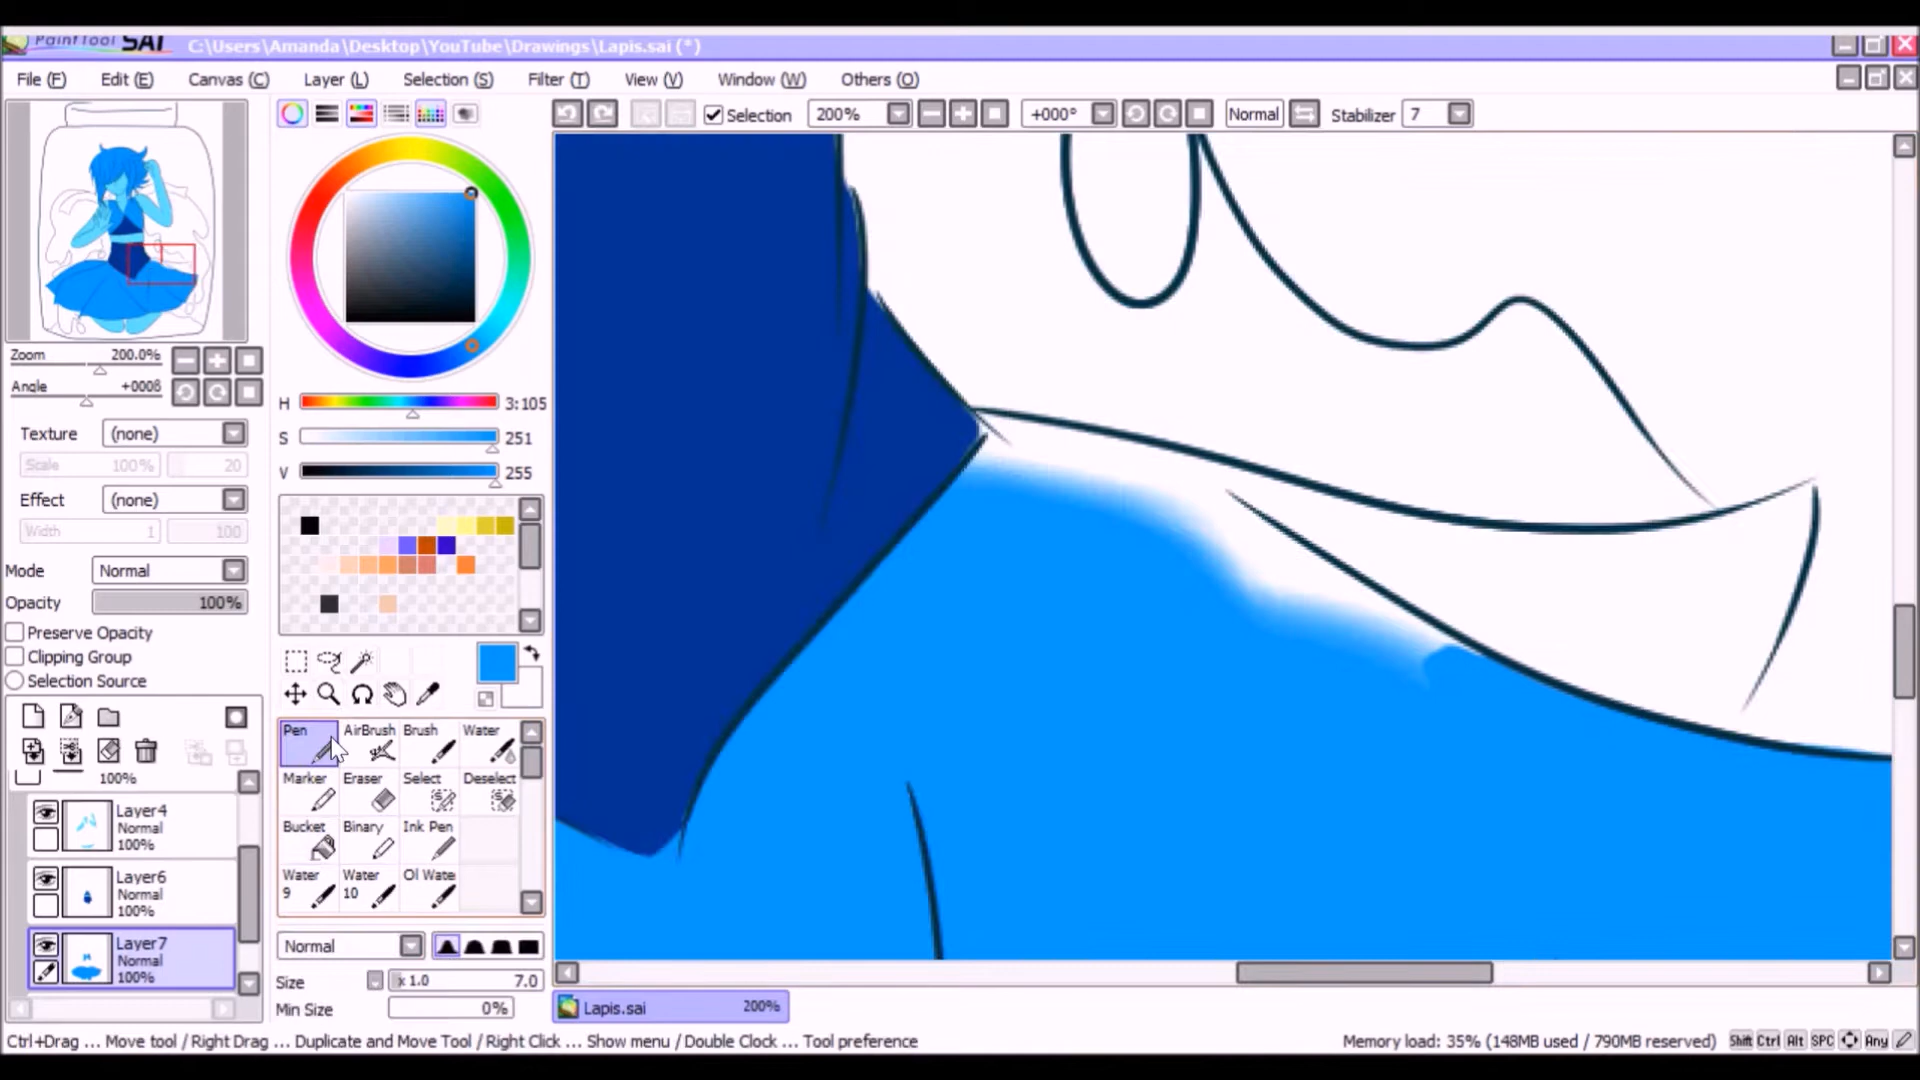 PaintTool SAI C:\Users\Amanda\Desktop\YouTube\Drawings\Lapis.sai (*)
File (F) Edit (E) Canvas (C) Layer (L) Selection (S) Filter (T) View (V) Window (W) Others (O)
Selection 200% +000° Normal Stabilizer 7
Zoom 200.0%
Angle +000ß
H 3:105
S 251
V 255
Texture (none)
Scale 100% 20
Effect (none)
Width 1 100
Mode Normal
Opacity 100%
Preserve Opacity
Clipping Group
Selection Source
100%
Layer4
Normal
100%
Layer6
Normal
100%
Layer7
Normal
100%
Pen AirBrush Brush Water
Marker Eraser Select Deselect
Bucket Binary Ink Pen
Water 9 Water 10 Ol Wate
Normal
Size x 1.0 7.0
Min Size 0%
Lapis.sai 200%
Ctrl+Drag ... Move tool / Right Drag ... Duplicate and Move Tool / Right Click ... Show menu / Double Clock ... Tool preference
Memory load: 35% (148MB used / 790MB reserved) Shift Ctrl Alt SPC Any